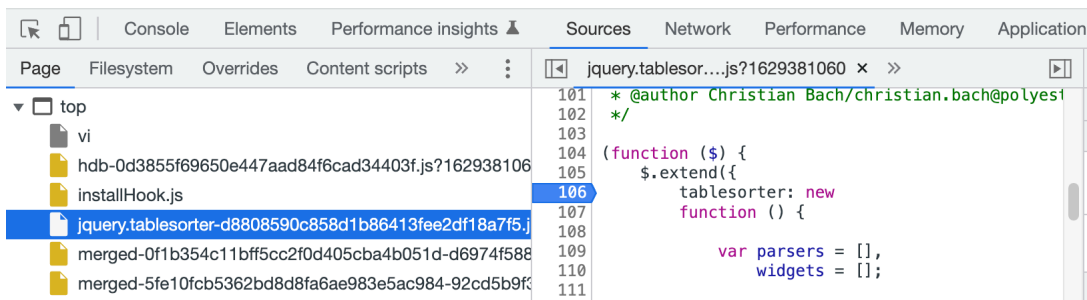 Console Elements Performance insights Sources Network Performance Memory Application
Page Filesystem Overrides Content scripts »
jquery.tablesor....js?1629381060 × »
top
vi
hdb-0d3855f69650e447aad84f6cad34403f.js?162938106
installHook.js
jquery.tablesorter-d8808590c858d1b86413fee2df18a7f5.j
merged-0f1b354c11bff5cc2f0d405cba4b051d-d6974f588
merged-5fe10fcb5362bd8d8fa6ae983e5ac984-92cd5b9f3
101 * @author Christian Bach/christian.bach@polyest
102 */
103
104 (function ($) {
105 $.extend({
106 tablesorter: new
107 function () {
108
109 var parsers = [],
110 widgets = [];
111